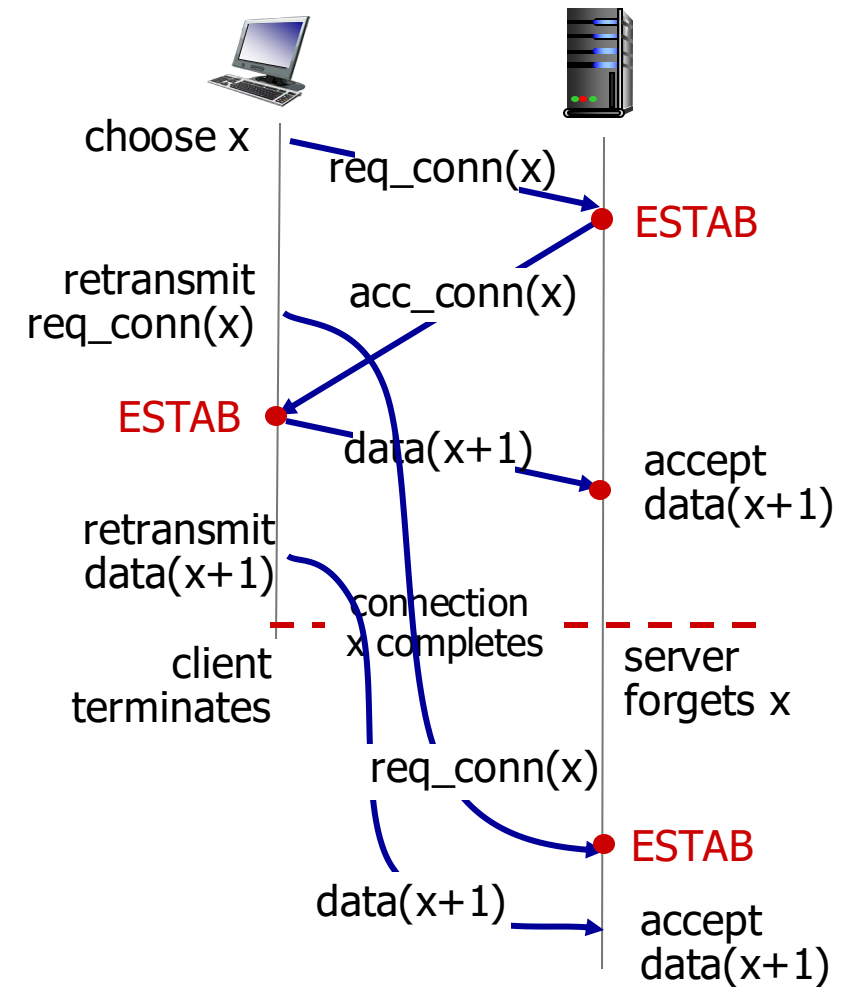 choose x
req_conn(x)
ESTAB
retransmit
req_conn(x)
acc_conn(x)
ESTAB
data(x+1)
accept
data(x+1)
retransmit
data(x+1)
connection
x completes
client
terminates
server
forgets x
req_conn(x)
ESTAB
data(x+1)
accept
data(x+1)